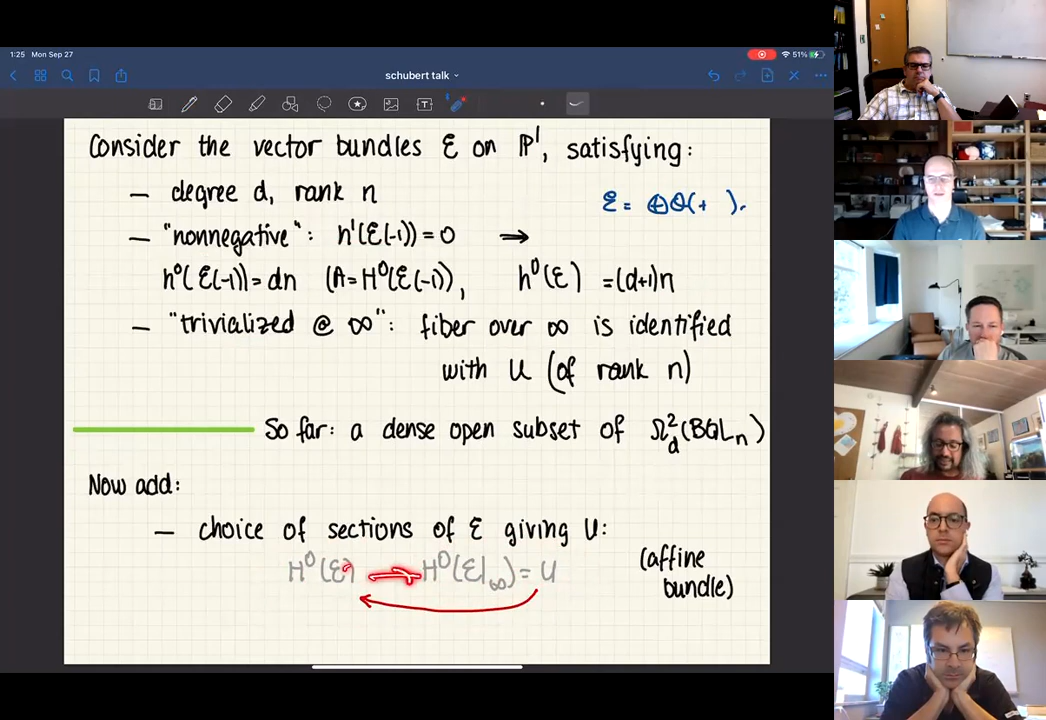 1:25 Mon Sep 27
51%
schubert talk
Consider the vector bundles ℰ on ℙ¹, satisfying:
— degree d, rank n
ℰ = ⊕O(+ ).
— "nonnegative": h¹(ℰ(-1))=0 →
h⁰(ℰ(-1))=dn (A=H⁰(ℰ(-1)), h⁰(ℰ) =(d+1)n
— "trivialized @ ∞": fiber over ∞ is identified
with U (of rank n)
So far: a dense open subset of Ω²_d(BGL_n)
Now add:
— choice of sections of ℰ giving U:
H⁰(ℰ) → H⁰(ℰ|_∞) = U
(affine
bundle)